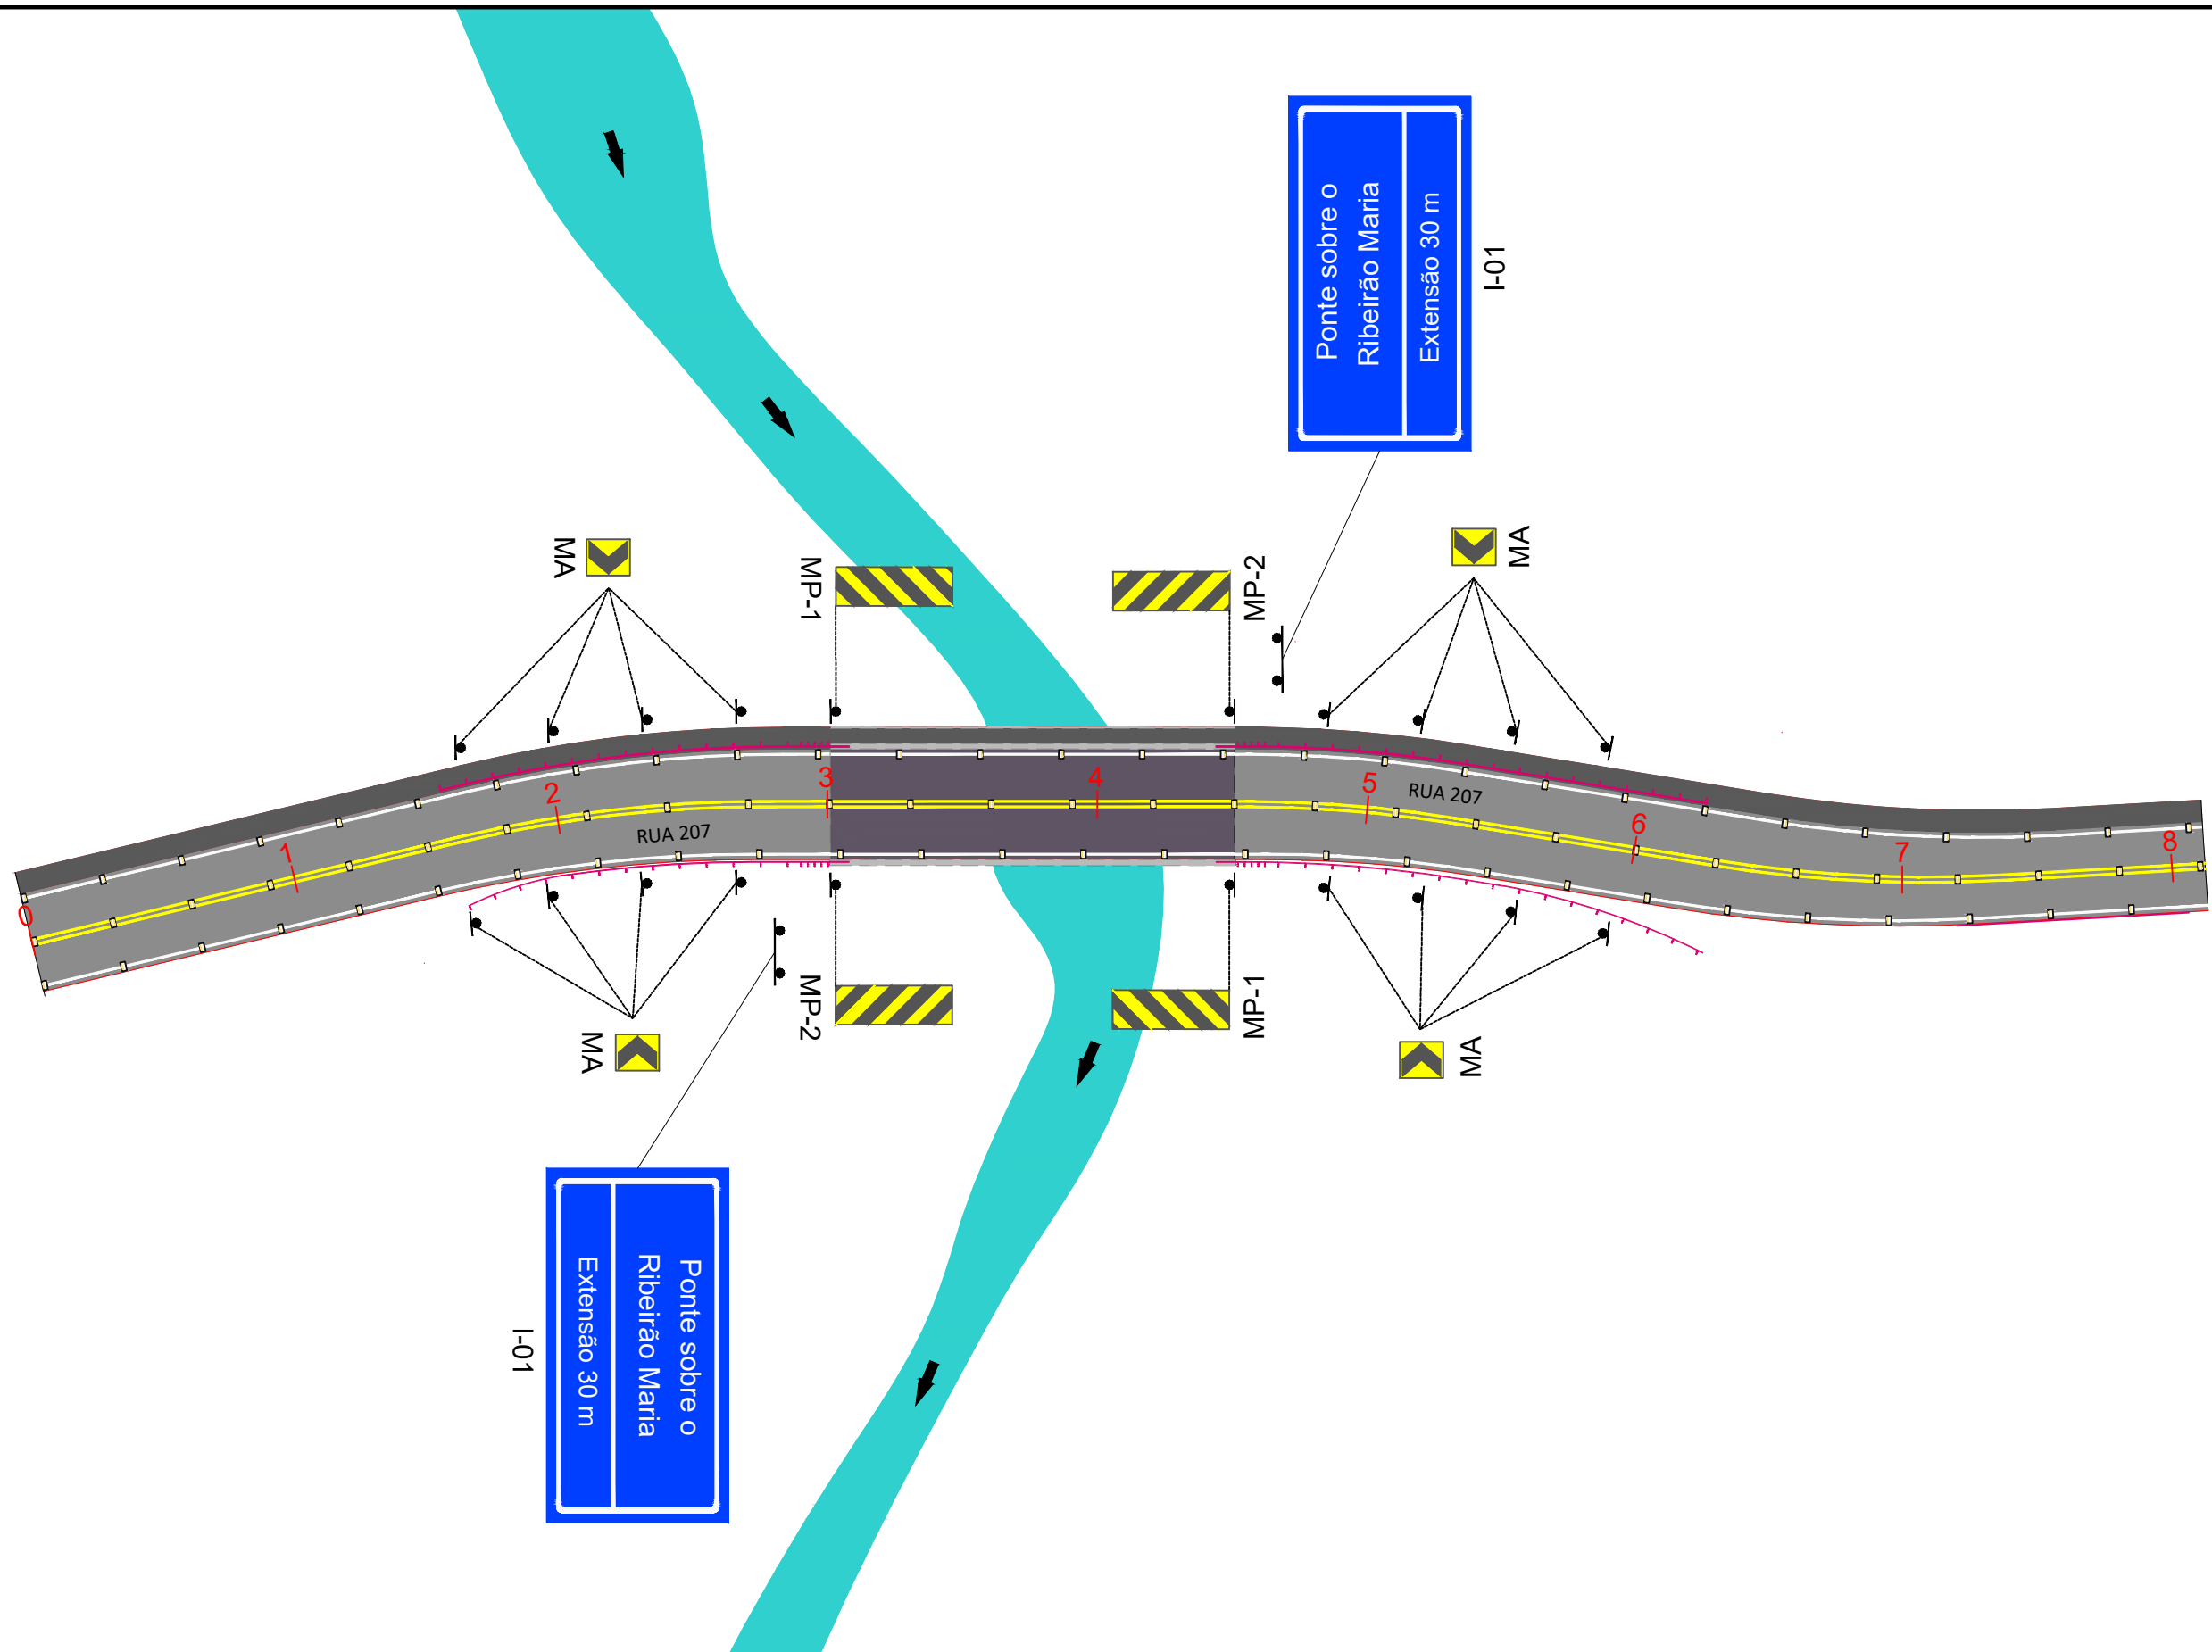 Ponte sobre o
Ribeirão Maria
Extensão 30 m
I-01
MA
MP-1
MP-2
MA
0
1
2
3
4
5
6
7
8
RUA 207
RUA 207
MA
MP-2
MP-1
MA
Ponte sobre o
Ribeirão Maria
Extensão 30 m
I-01